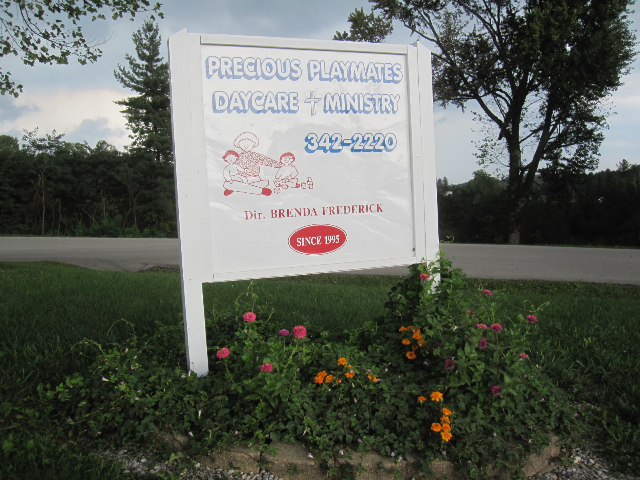 PRECIOUS PLAYMATES
DAYCARE MINISTRY
342-2220
Dir. BRENDA FREDERICK
SINCE 1995